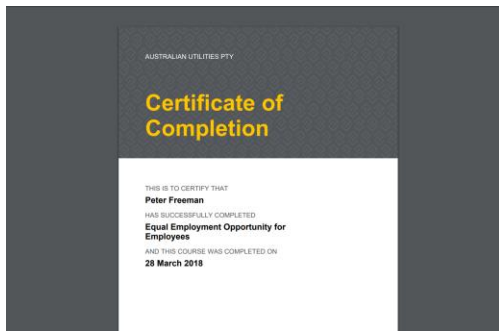 AUSTRALIAN UTILITIES PTY
Certificate of
Completion
THIS IS TO CERTIFY THAT
Peter Freeman
HAS SUCCESSFULLY COMPLETED
Equal Employment Opportunity for
Employees
AND THIS COURSE WAS COMPLETED ON
28 March 2018